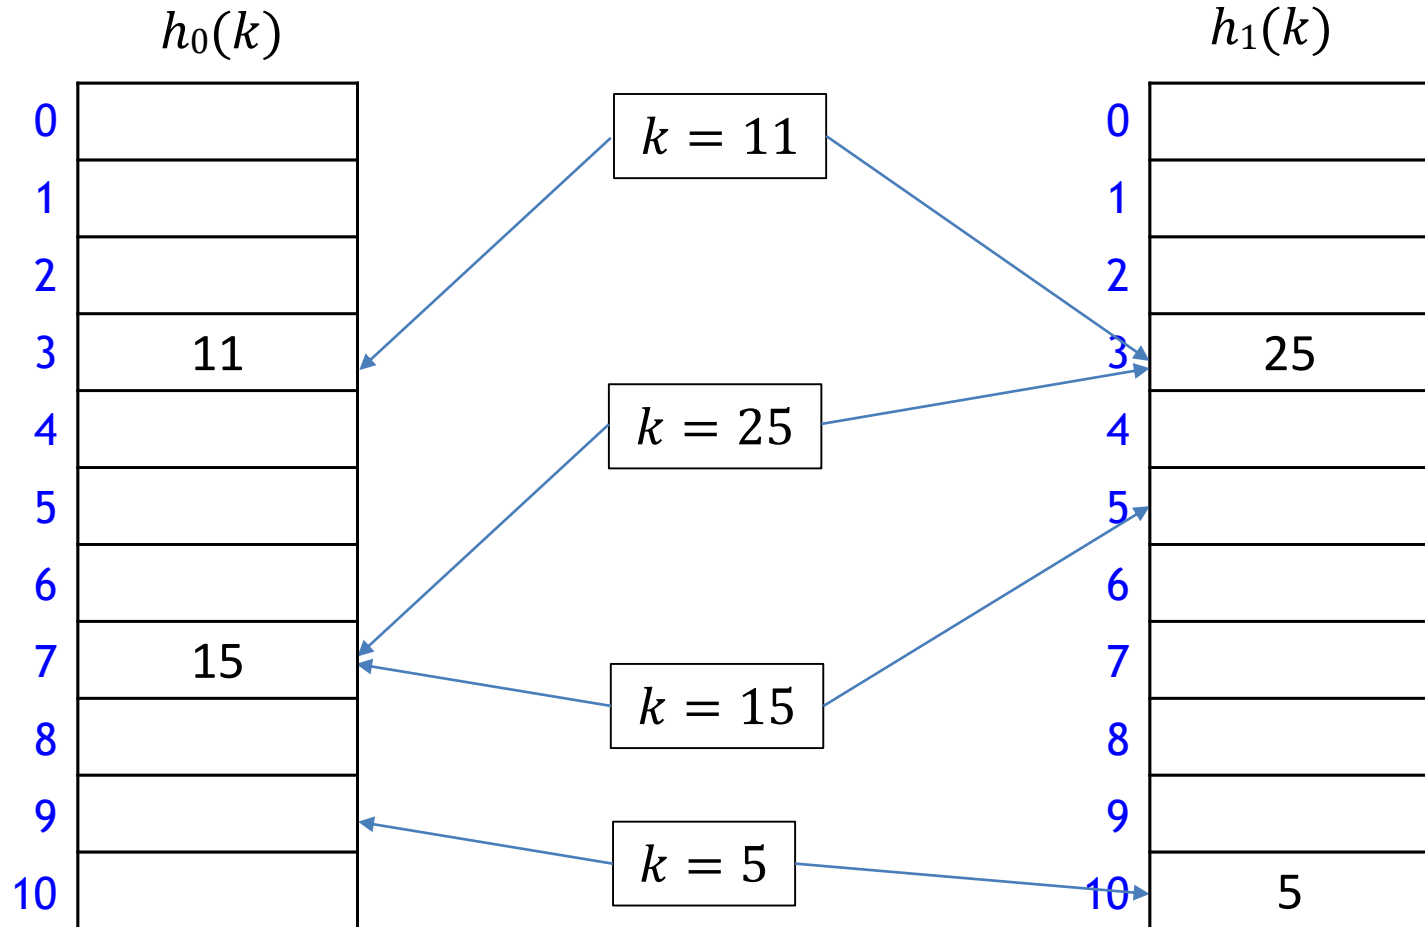 h₀(k) h₁(k)
0 k = 11 0
1 1
2 2
3 11 3 25
4 k = 25 4
5 5
6 6
7 15 k = 15 7
8 8
9 k = 5 9
10 10 5